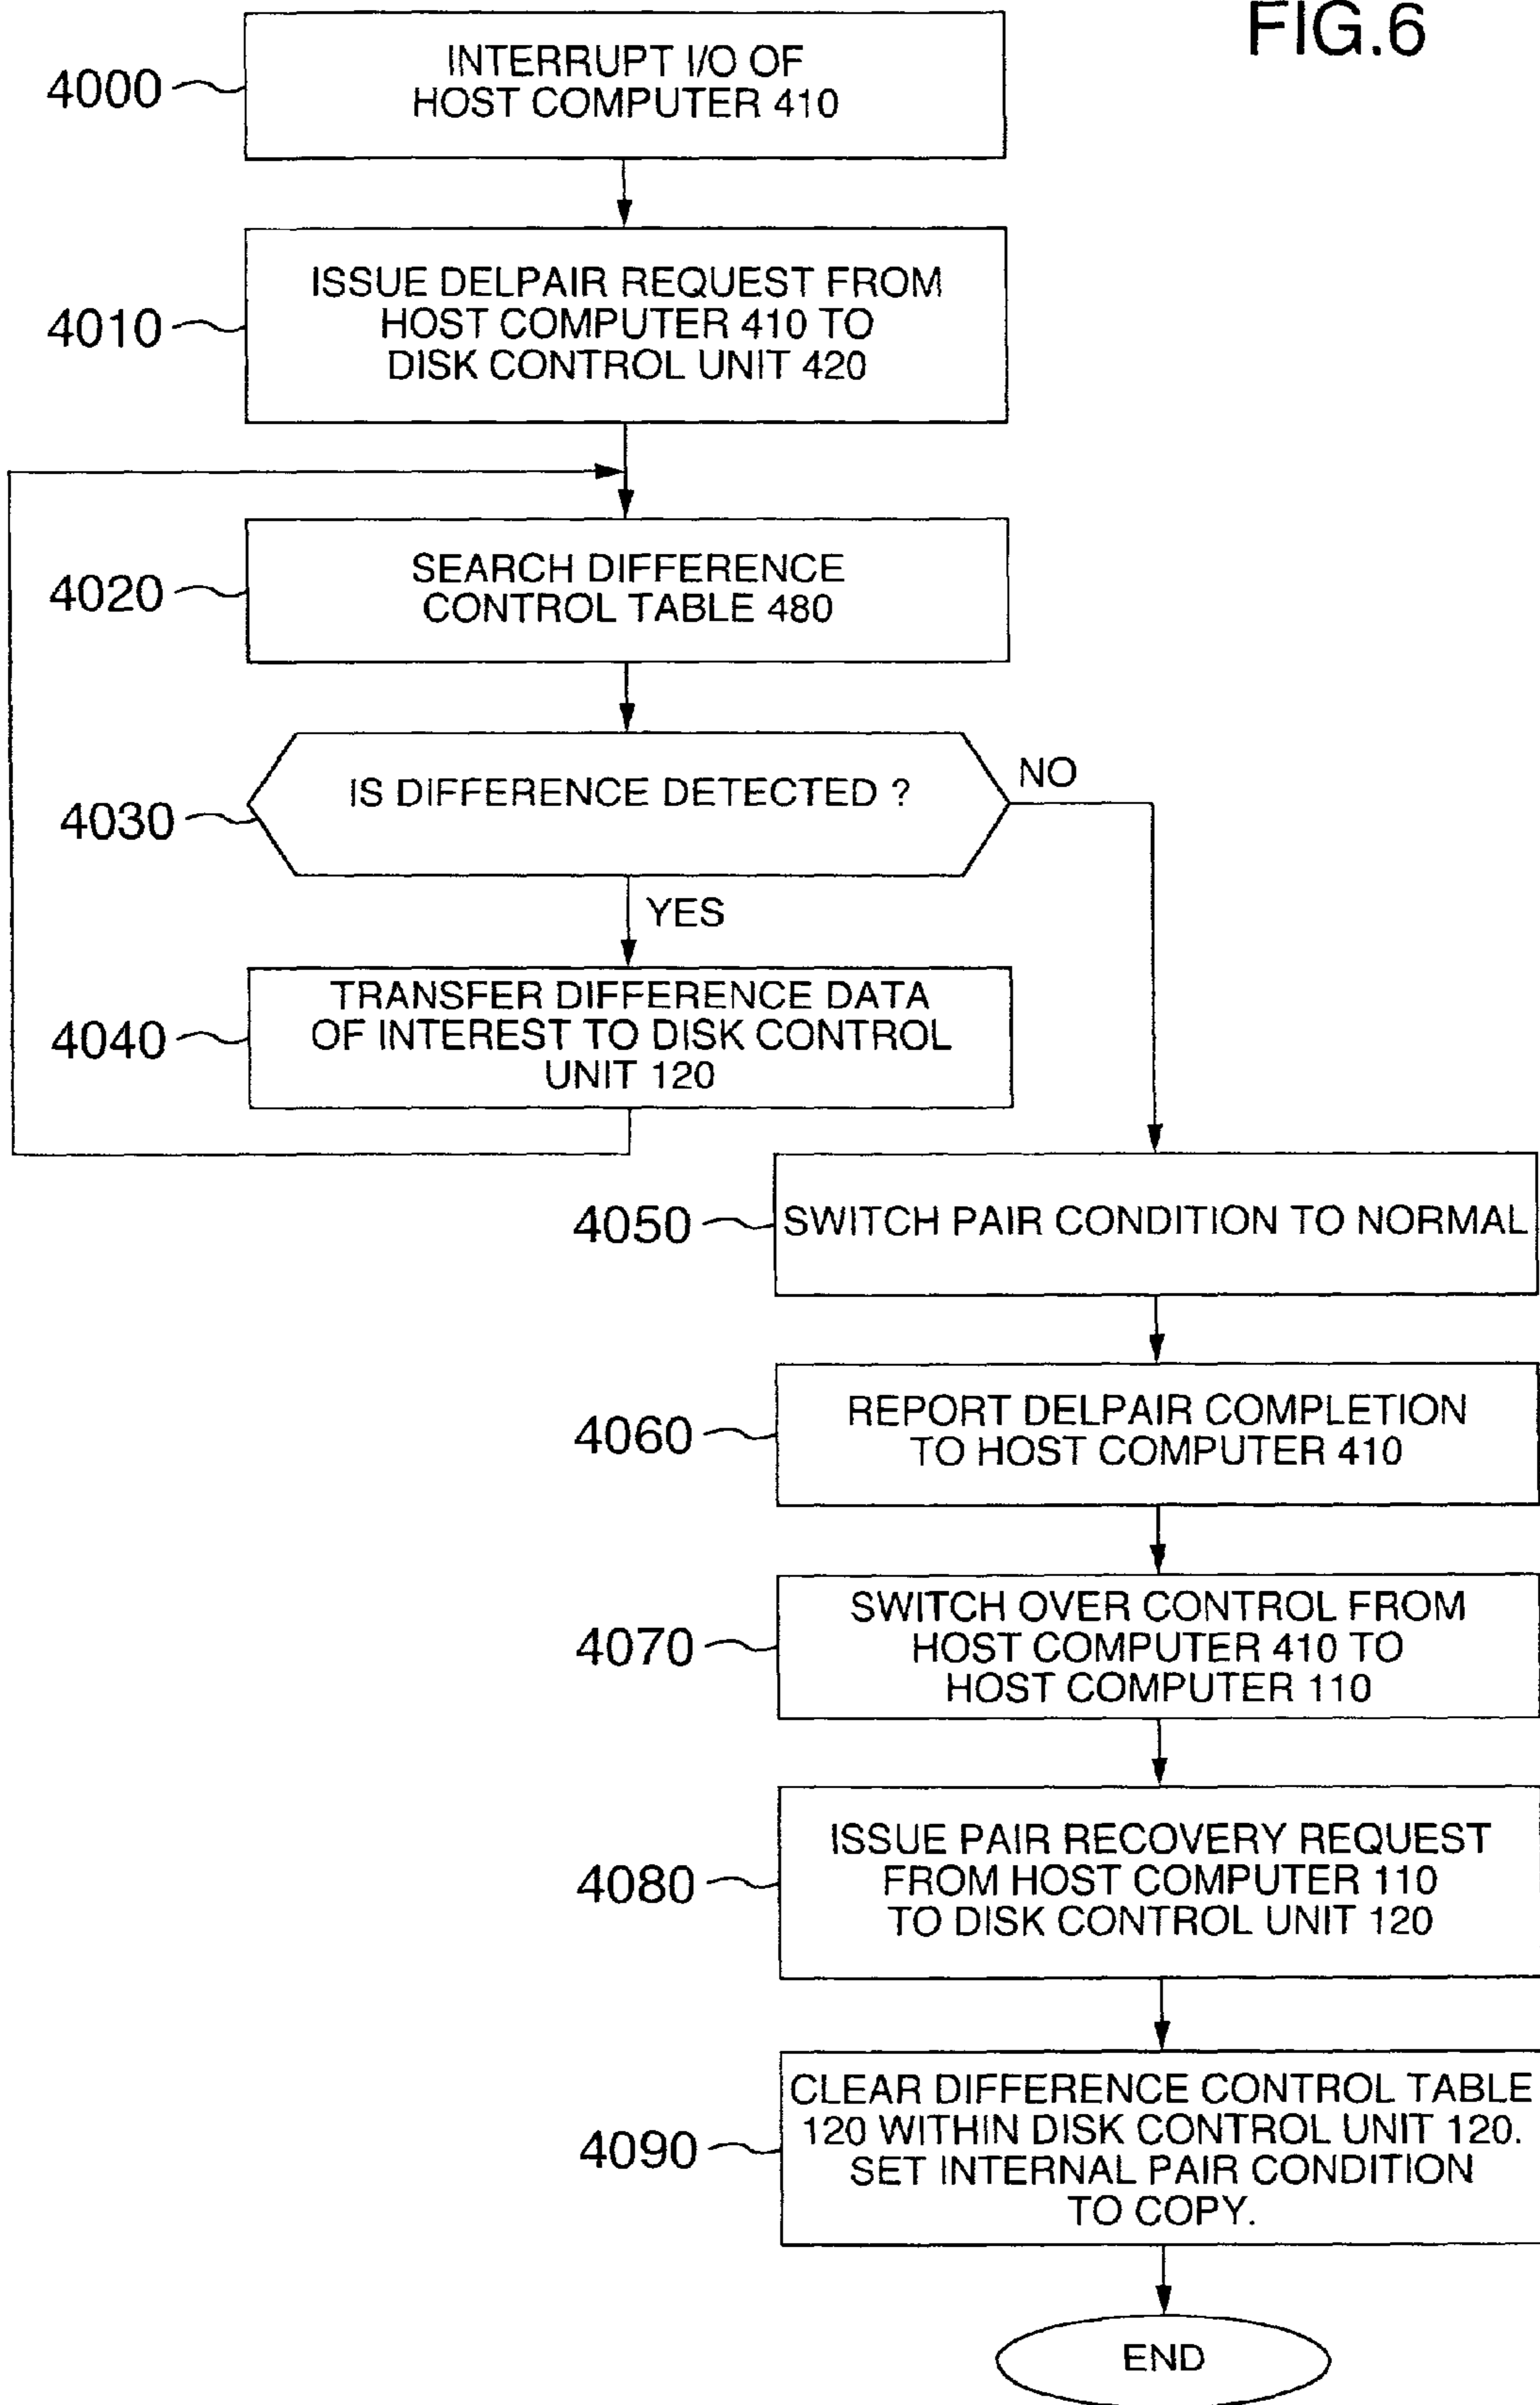 FIG.6
4000
INTERRUPT I/O OF
HOST COMPUTER 410
4010
ISSUE DELPAIR REQUEST FROM
HOST COMPUTER 410 TO
DISK CONTROL UNIT 420
4020
SEARCH DIFFERENCE
CONTROL TABLE 480
4030
IS DIFFERENCE DETECTED ?
NO
YES
4040
TRANSFER DIFFERENCE DATA
OF INTEREST TO DISK CONTROL
UNIT 120
4050
SWITCH PAIR CONDITION TO NORMAL
4060
REPORT DELPAIR COMPLETION
TO HOST COMPUTER 410
4070
SWITCH OVER CONTROL FROM
HOST COMPUTER 410 TO
HOST COMPUTER 110
4080
ISSUE PAIR RECOVERY REQUEST
FROM HOST COMPUTER 110
TO DISK CONTROL UNIT 120
4090
CLEAR DIFFERENCE CONTROL TABLE
120 WITHIN DISK CONTROL UNIT 120.
SET INTERNAL PAIR CONDITION
TO COPY.
END